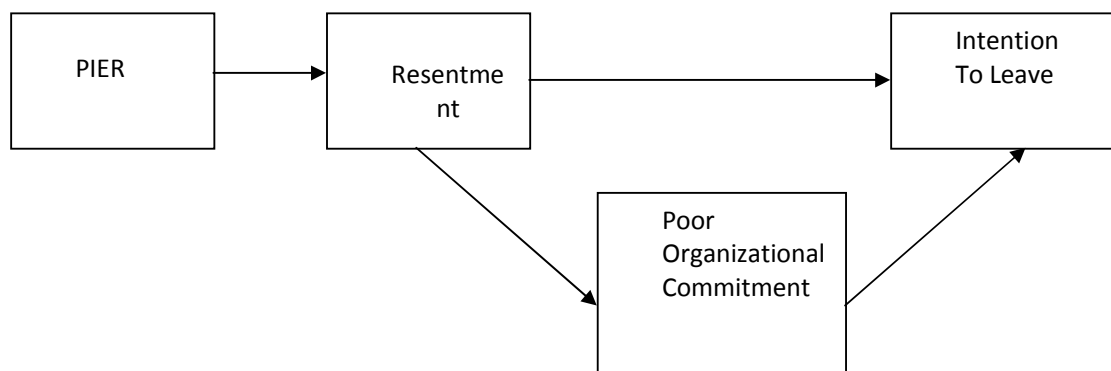 PIER
Resentme
nt
Intention
To Leave
Poor
Organizational
Commitment